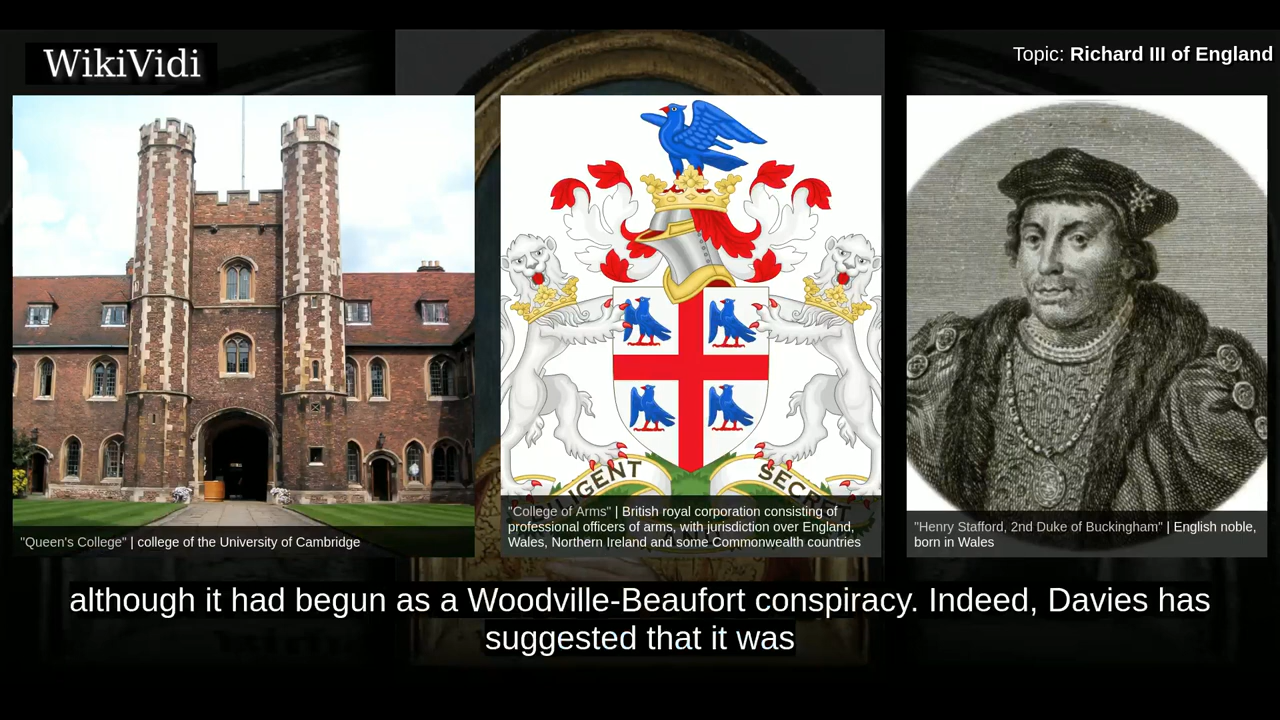 WikiVidi
Topic: Richard III of England
"Queen's College" | college of the University of Cambridge
LIGENT
SECRET
"College of Arms" | British royal corporation consisting of
professional officers of arms, with jurisdiction over England,
Wales, Northern Ireland and some Commonwealth countries
"Henry Stafford, 2nd Duke of Buckingham" | English noble,
born in Wales
although it had begun as a Woodville-Beaufort conspiracy. Indeed, Davies has
suggested that it was